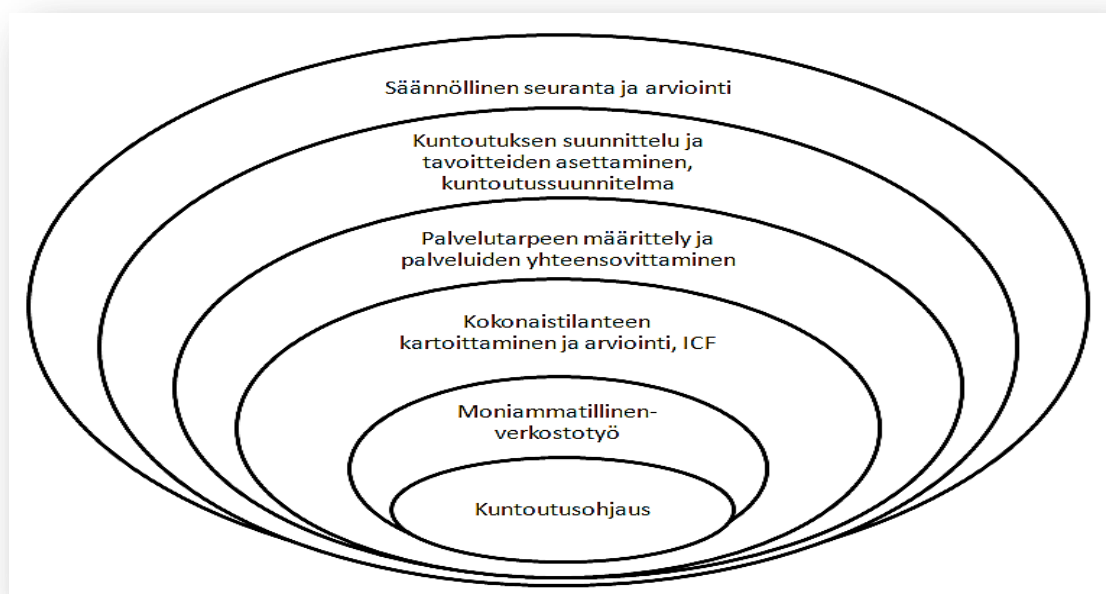 Säännöllinen seuranta ja arviointi
Kuntoutuksen suunnittelu ja
tavoitteiden asettaminen,
kuntoutussuunnitelma
Palvelutarpeen määrittely ja
palveluiden yhteensovittaminen
Kokonaistilanteen
kartoittaminen ja arviointi, ICF
Moniammatillinen-
verkostotyö
Kuntoutusohjaus